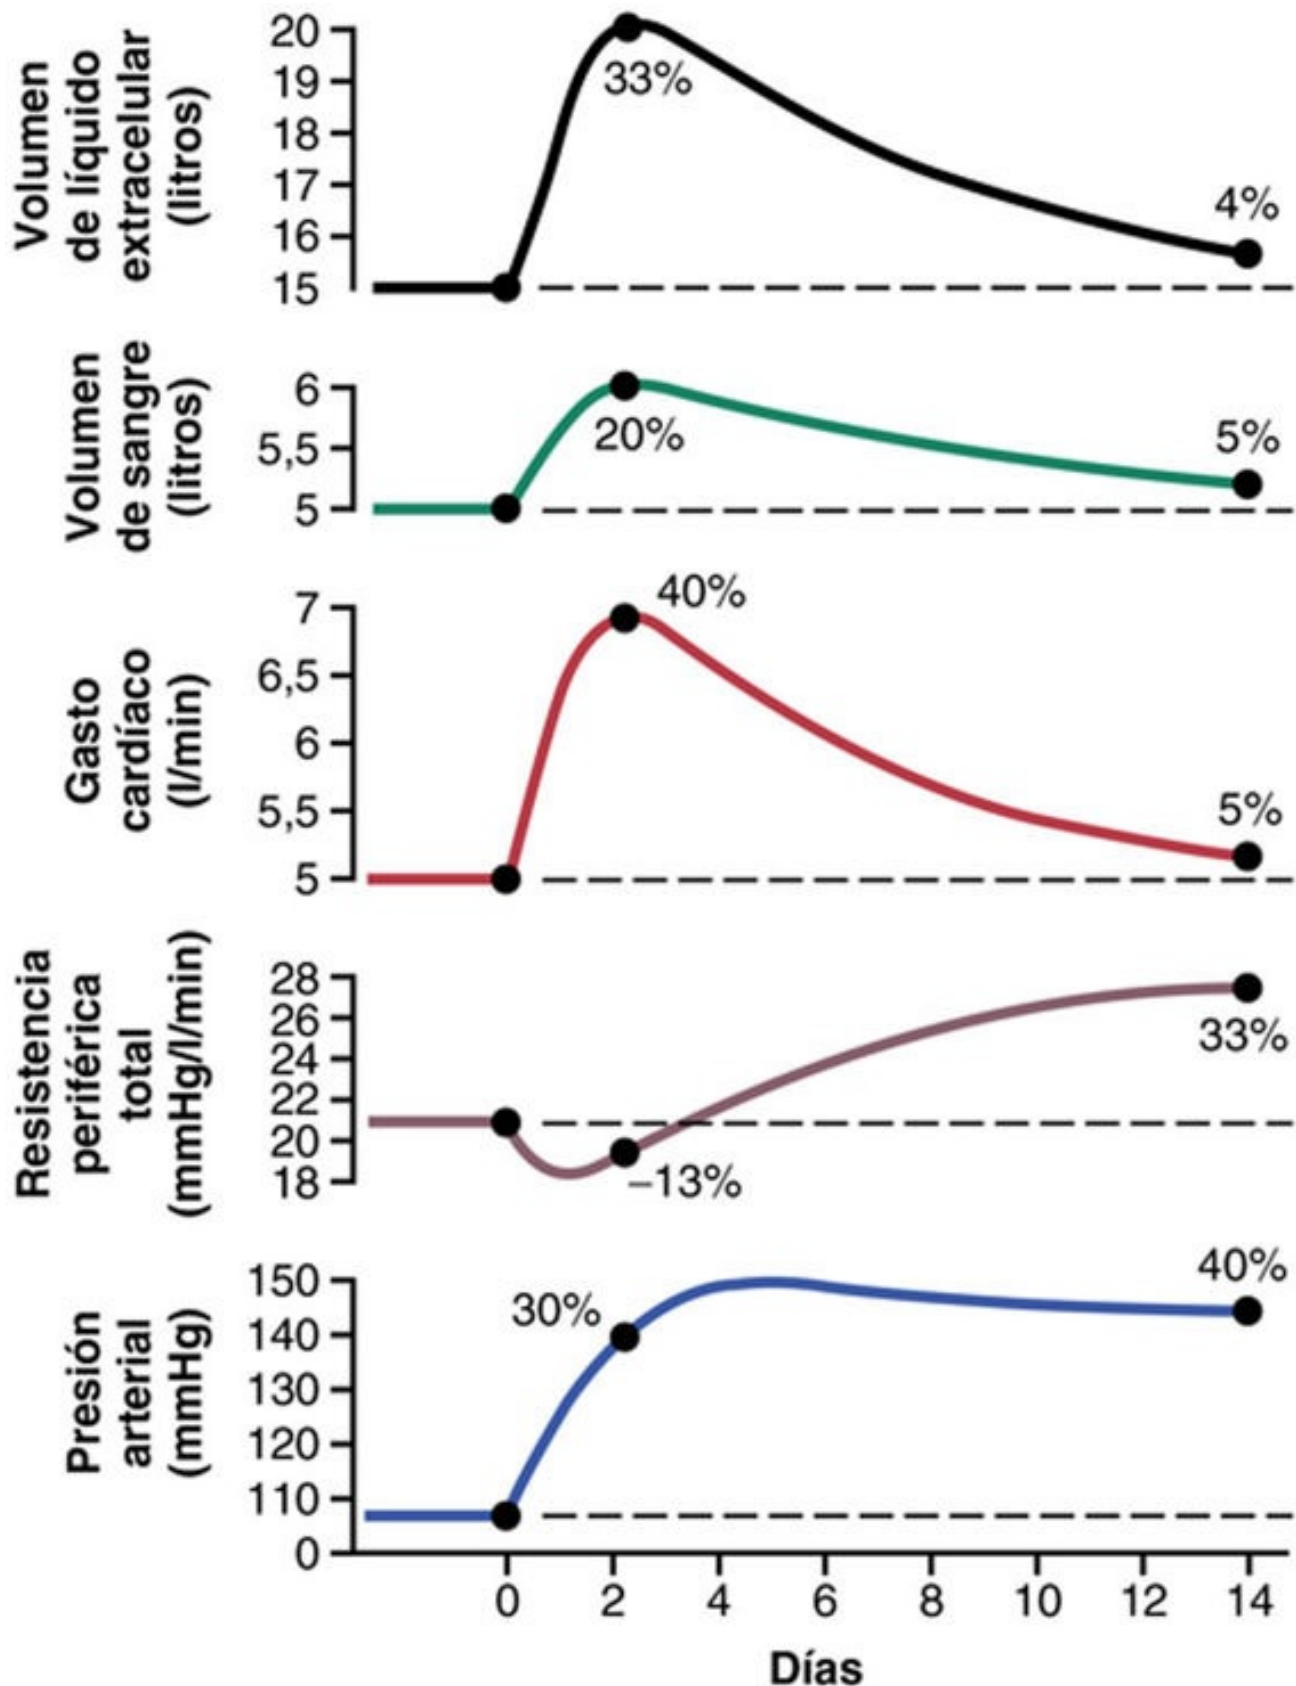 Volumen
de líquido
extracelular
(litros)
20
19
18
17
16
15
33%
4%
Volumen
de sangre
(litros)
6
5,5
5
20%
5%
Gasto
cardíaco
(l/min)
7
6,5
6
5,5
5
40%
5%
Resistencia
periférica
total
(mmHg/l/min)
28
26
24
22
20
18
–13%
33%
Presión
arterial
(mmHg)
150
140
130
120
110
0
30%
40%
0 2 4 6 8 10 12 14
Días